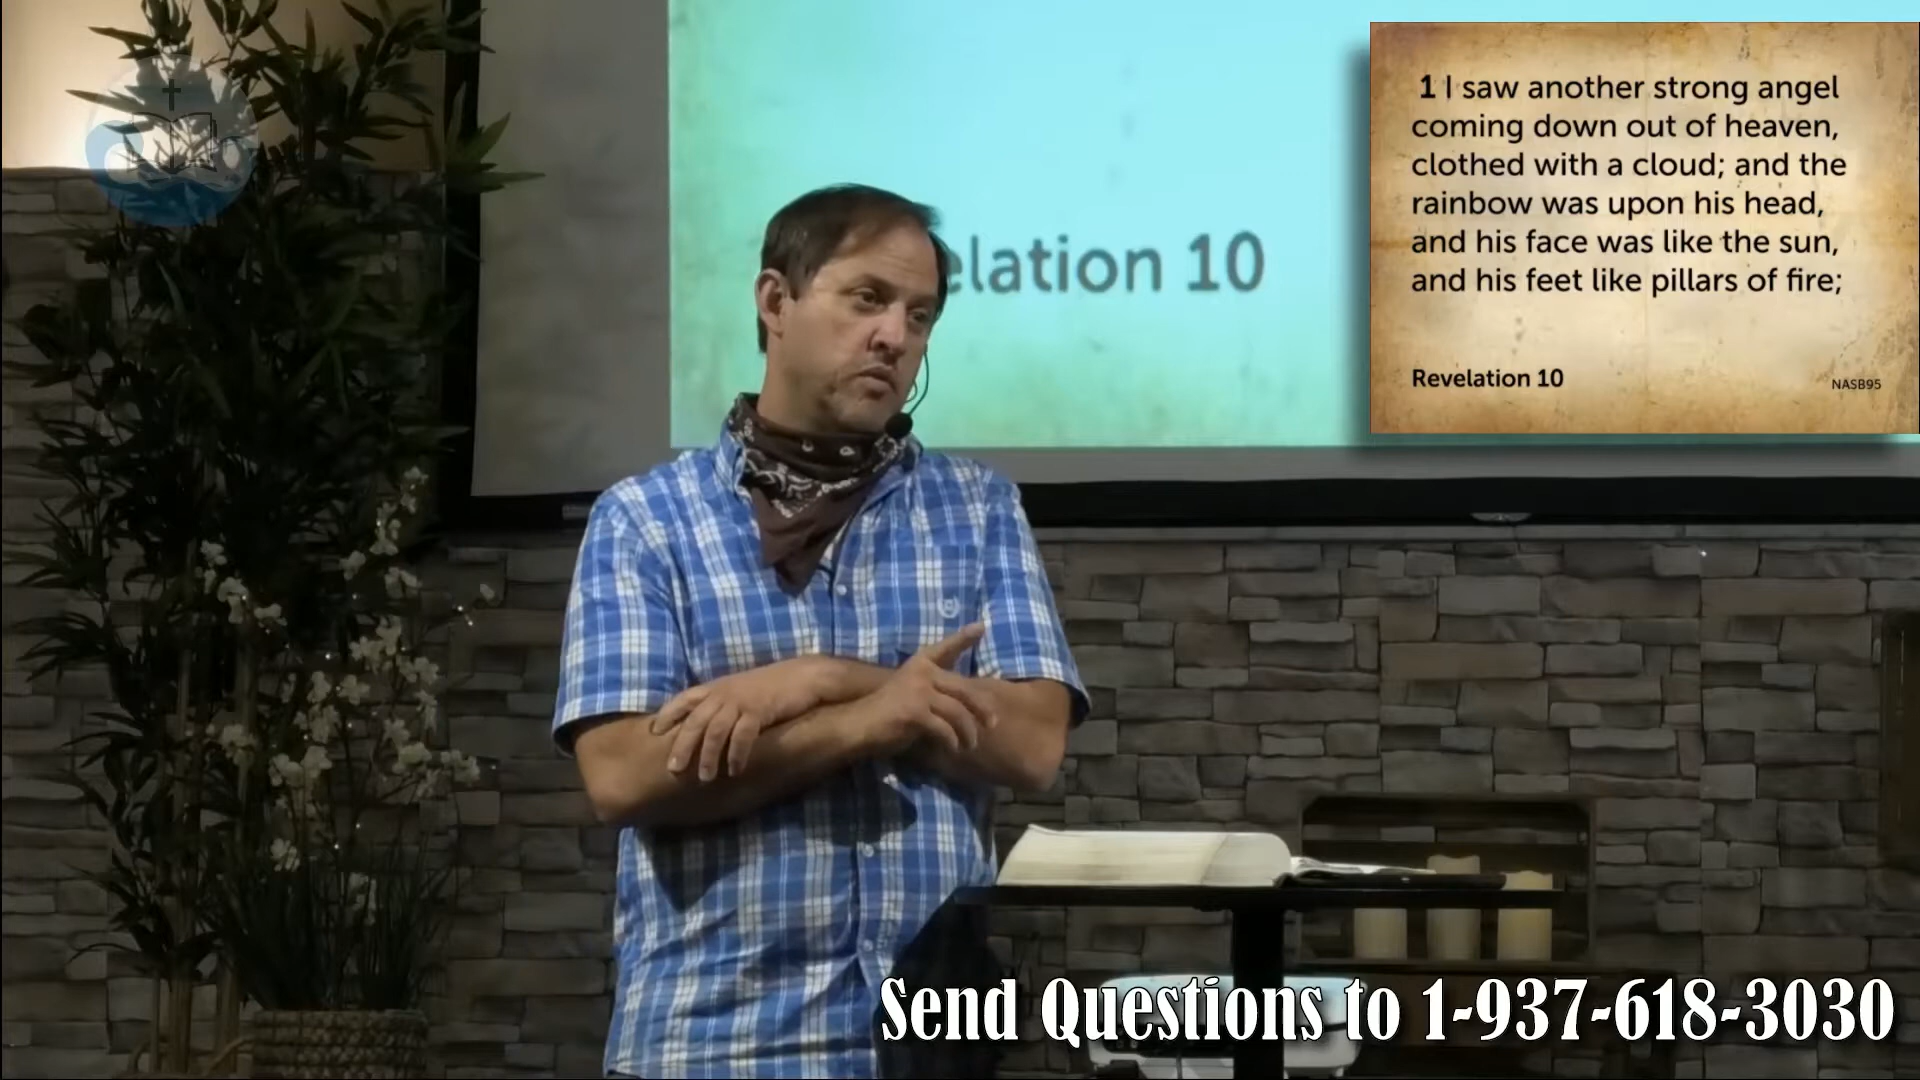 elation 10
1 I saw another strong angel
coming down out of heaven,
clothed with a cloud; and the
rainbow was upon his head,
and his face was like the sun,
and his feet like pillars of fire;
Revelation 10
NASB95
Send Questions to 1-937-618-3030